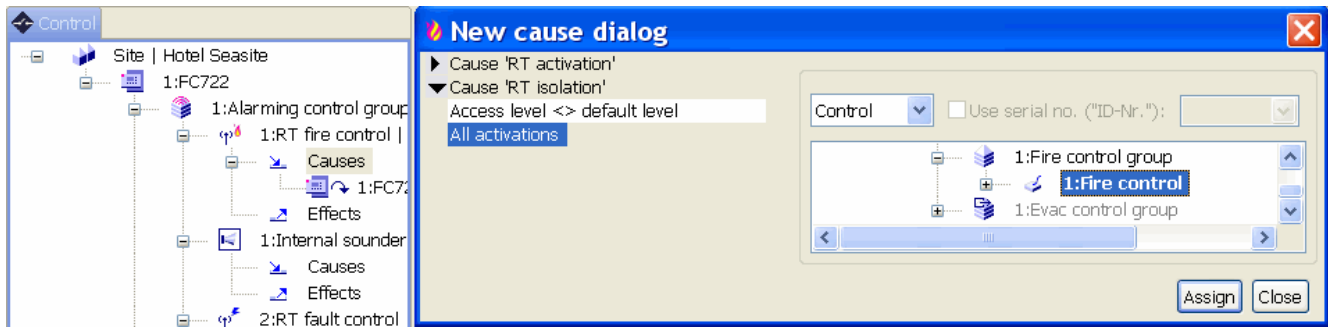 Control
Site | Hotel Seasite
1:FC722
1:Alarming control group
1:RT fire control |
Causes
1:FC72
Effects
1:Internal sounder
Causes
Effects
2:RT fault control
New cause dialog
Cause 'RT activation'
Cause 'RT isolation'
Access level <> default level
All activations
Control
Use serial no. ("ID-Nr."):
1:Fire control group
1:Fire control
1:Evac control group
Assign
Close